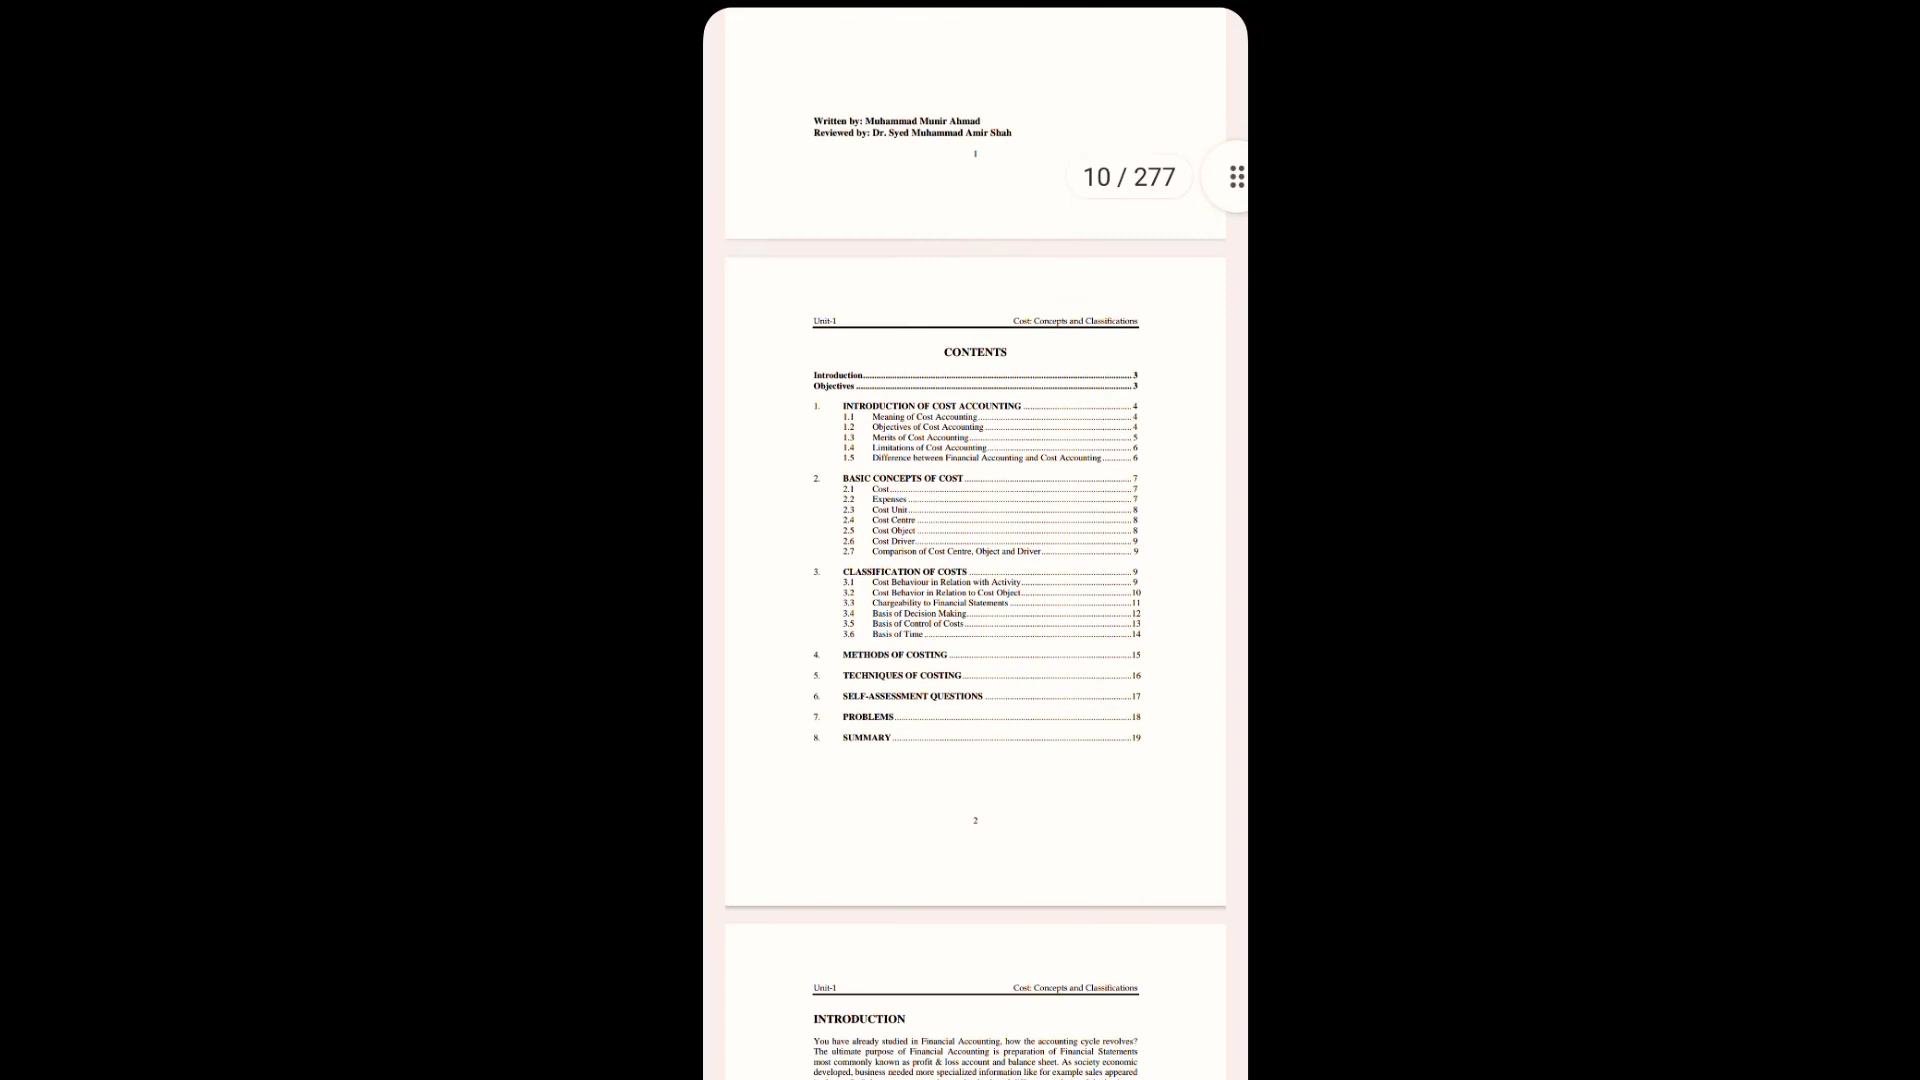 Written by: Muhammad Munir Ahmad
Reviewed by: Dr. Syed Muhammad Amir Shah
1
10 / 277
Unit-1 Cost: Concepts and Classifications
CONTENTS
Introduction 3
Objectives 3
1. INTRODUCTION OF COST ACCOUNTING 4
1.1 Meaning of Cost Accounting 4
1.2 Objectives of Cost Accounting 4
1.3 Merits of Cost Accounting 5
1.4 Limitations of Cost Accounting 6
1.5 Difference between Financial Accounting and Cost Accounting 6
2. BASIC CONCEPTS OF COST 7
2.1 Cost 7
2.2 Expenses 7
2.3 Cost Unit 8
2.4 Cost Centre 8
2.5 Cost Object 8
2.6 Cost Driver 9
2.7 Comparison of Cost Centre, Object and Driver 9
3. CLASSIFICATION OF COSTS 9
3.1 Cost Behaviour in Relation with Activity 9
3.2 Cost Behavior in Relation to Cost Object 10
3.3 Chargeability to Financial Statements 11
3.4 Basis of Decision Making 12
3.5 Basis of Control of Costs 13
3.6 Basis of Time 14
4. METHODS OF COSTING 15
5. TECHNIQUES OF COSTING 16
6. SELF-ASSESSMENT QUESTIONS 17
7. PROBLEMS 18
8. SUMMARY 19
2
Unit-1 Cost: Concepts and Classifications
INTRODUCTION
You have already studied in Financial Accounting, how the accounting cycle revolves?
The ultimate purpose of Financial Accounting is preparation of Financial Statements
most commonly known as profit & loss account and balance sheet. As society economic
developed, business needed more specialized information like for example sales appeared